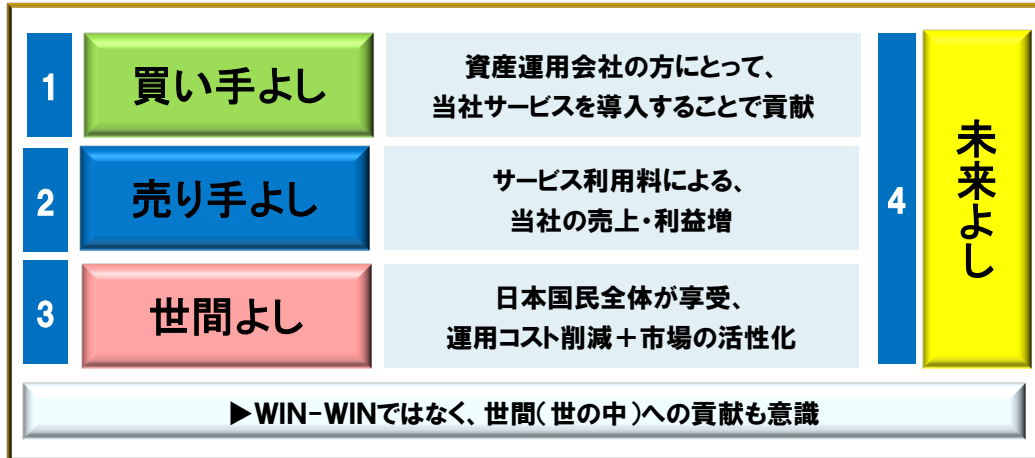 1
買い手よし
資産運用会社の方にとって、
当社サービスを導入することで貢献
2
売り手よし
サービス利用料による、
当社の売上・利益増
3
世間よし
日本国民全体が享受、
運用コスト削減＋市場の活性化
4
未来よし
▶WIN-WINではなく、世間（世の中）への貢献も意識